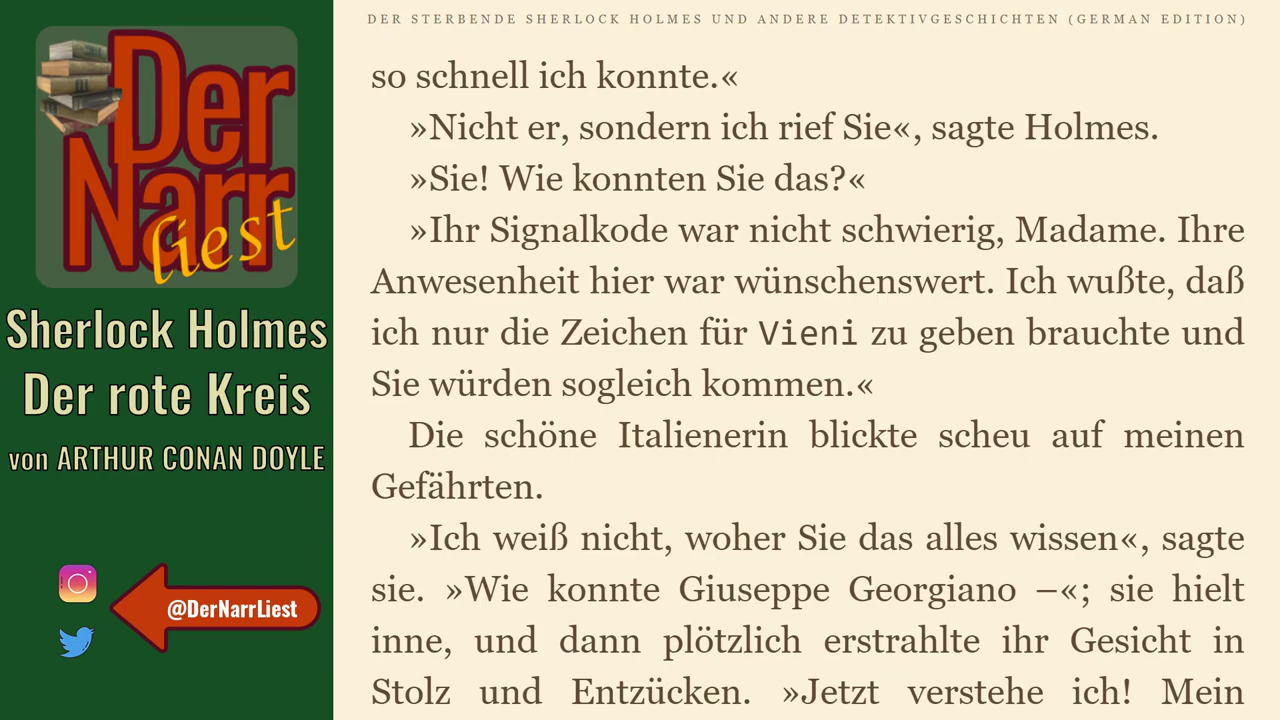 Der
Narr
liest
Sherlock Holmes
Der rote Kreis
von ARTHUR CONAN DOYLE
@DerNarrLiest
DER STERBENDE SHERLOCK HOLMES UND ANDERE DETEKTIVGESCHICHTEN (GERMAN EDITION)
so schnell ich konnte.«
»Nicht er, sondern ich rief Sie«, sagte Holmes.
»Sie! Wie konnten Sie das?«
»Ihr Signalkode war nicht schwierig, Madame. Ihre
Anwesenheit hier war wünschenswert. Ich wußte, daß
ich nur die Zeichen für Vieni zu geben brauchte und
Sie würden sogleich kommen.«
Die schöne Italienerin blickte scheu auf meinen
Gefährten.
»Ich weiß nicht, woher Sie das alles wissen«, sagte
sie. »Wie konnte Giuseppe Georgiano –«; sie hielt
inne, und dann plötzlich erstrahlte ihr Gesicht in
Stolz und Entzücken. »Jetzt verstehe ich! Mein